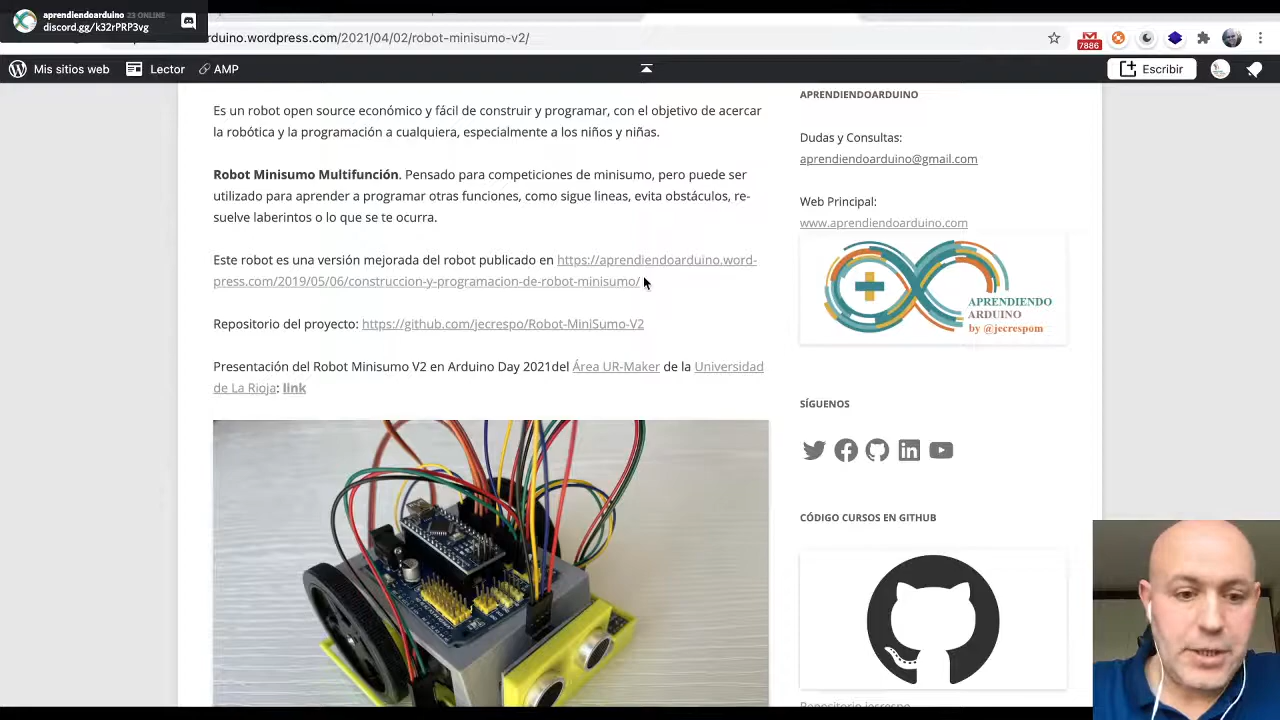 aprendiendoarduino 23 ONLINE
discord.gg/k32rPRP3vg
duino.wordpress.com/2021/04/02/robot-minisumo-v2/
7886
Mis sitios web
Lector
AMP
Escribir
Es un robot open source económico y fácil de construir y programar, con el objetivo de acercar
la robótica y la programación a cualquiera, especialmente a los niños y niñas.
Robot Minisumo Multifunción. Pensado para competiciones de minisumo, pero puede ser
utilizado para aprender a programar otras funciones, como sigue lineas, evita obstáculos, re-
suelve laberintos o lo que se te ocurra.
Este robot es una versión mejorada del robot publicado en https://aprendiendoarduino.word-
press.com/2019/05/06/construccion-y-programacion-de-robot-minisumo/
Repositorio del proyecto: https://github.com/jecrespo/Robot-MiniSumo-V2
Presentación del Robot Minisumo V2 en Arduino Day 2021del Área UR-Maker de la Universidad
de La Rioja: link
APRENDIENDOARDUINO
Dudas y Consultas:
aprendiendoarduino@gmail.com
Web Principal:
www.aprendiendoarduino.com
APRENDIENDO
ARDUINO
by @jecrespom
SÍGUENOS
CÓDIGO CURSOS EN GITHUB
Repositorio jecrespo